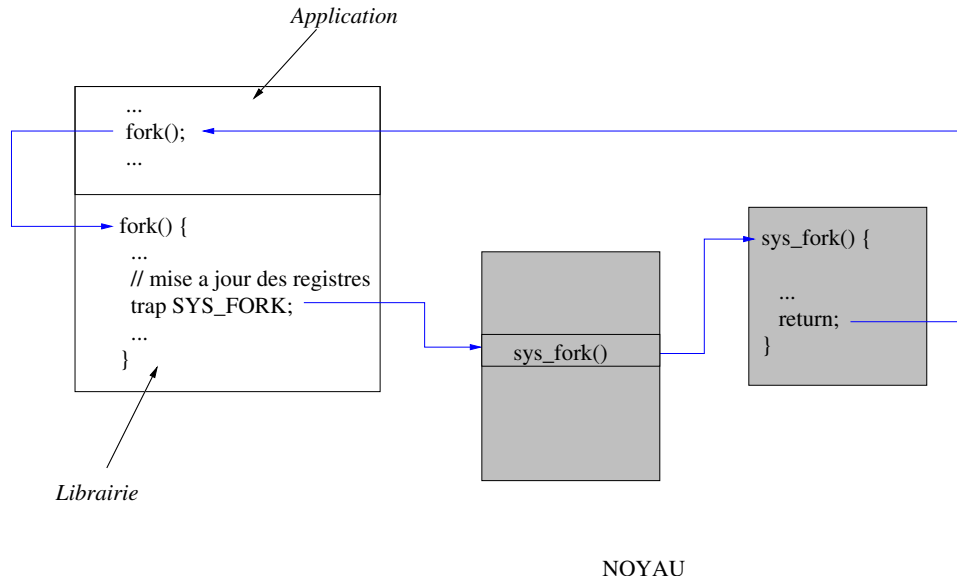 Application
...
fork();
...
fork() {
...
// mise a jour des registres
trap SYS_FORK;
...
}
Librairie
sys_fork()
sys_fork() {
...
return;
}
NOYAU